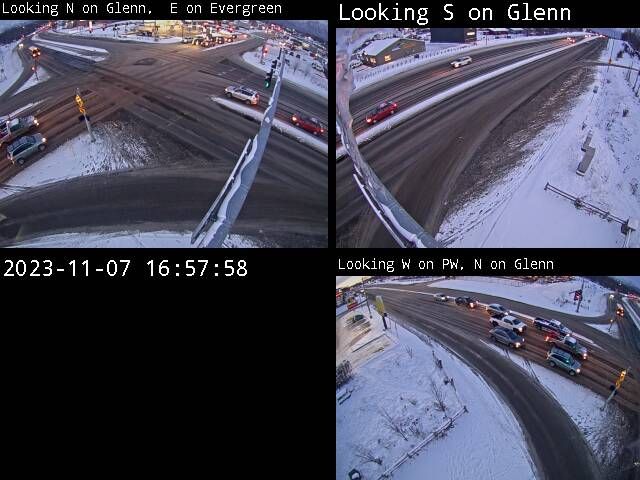 Looking N on Glenn, E on Evergreen
Looking S on Glenn
2023-11-07 16:57:58
Looking W on PW, N on Glenn